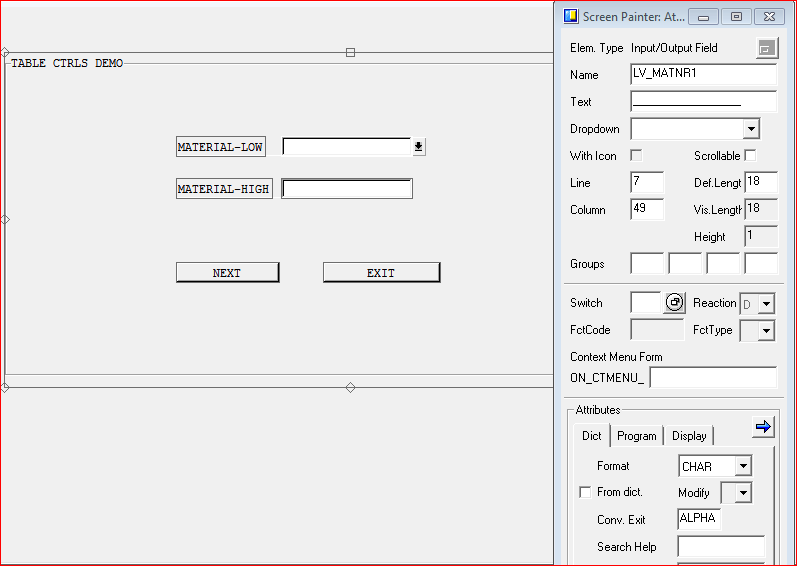 TABLE CTRLS DEMO
MATERIAL-LOW
MATERIAL-HIGH
NEXT EXIT
Screen Painter: At...
Elem. Type Input/Output Field
Name LV_MATNR1
Text __________________
Dropdown
With Icon Scrollable
Line 7 Def.Lengt 18
Column 49 Vis.Length 18
Height 1
Groups
Switch Reaction D
FctCode FctType
Context Menu Form
ON_CTMENU_
Attributes
Dict Program Display
Format CHAR
From dict. Modify
Conv. Exit ALPHA
Search Help